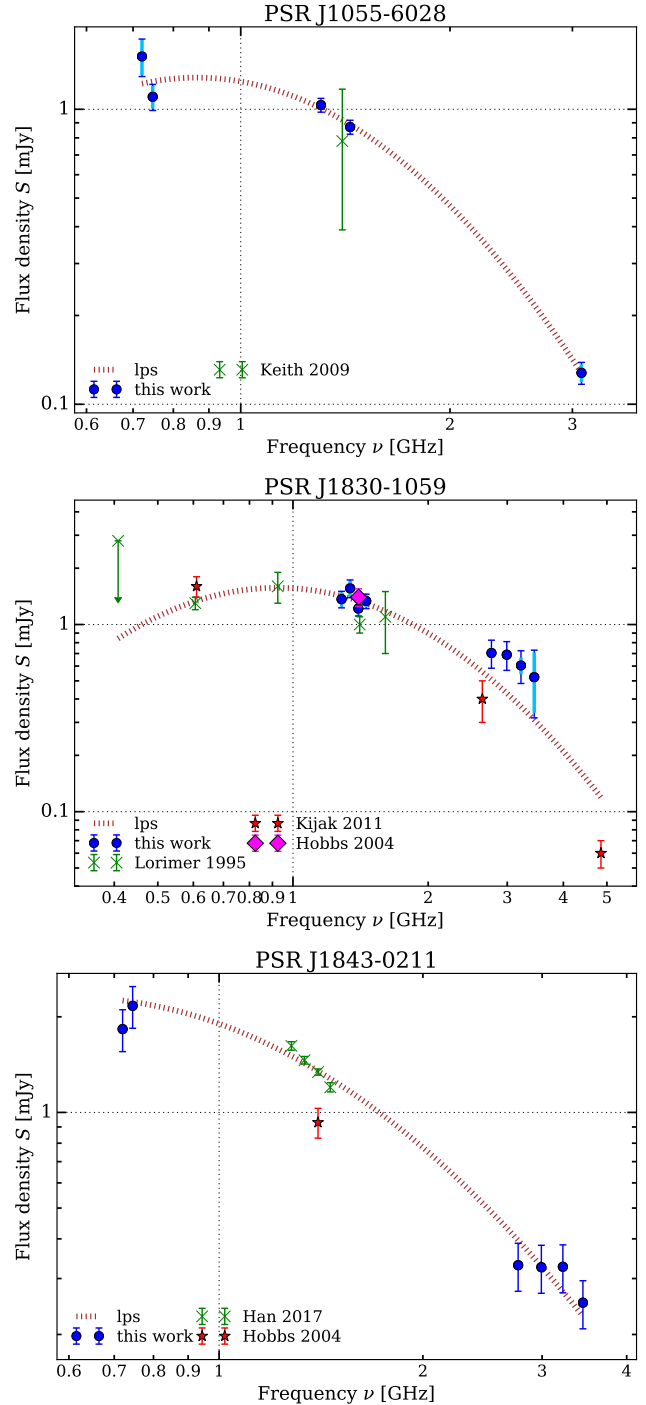 PSR J1055-6028
Flux density S [mJy]
1
0.1
lps
this work
Keith 2009
0.6 0.7 0.8 0.9 1 2 3
Frequency ν [GHz]
PSR J1830-1059
Flux density S [mJy]
1
0.1
lps
this work
Lorimer 1995
Kijak 2011
Hobbs 2004
0.4 0.5 0.6 0.7 0.8 0.9 1 2 3 4 5
Frequency ν [GHz]
PSR J1843-0211
Flux density S [mJy]
1
lps
this work
Han 2017
Hobbs 2004
0.6 0.7 0.8 0.9 1 2 3 4
Frequency ν [GHz]